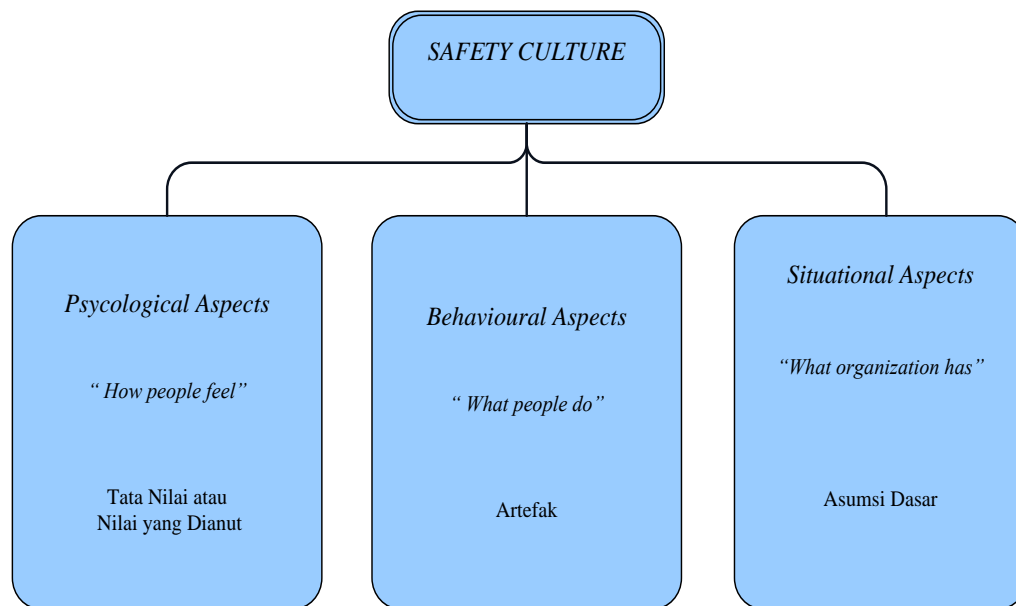 SAFETY CULTURE
Psycological Aspects
“ How people feel”
Tata Nilai atau
Nilai yang Dianut
Behavioural Aspects
“ What people do”
Artefak
Situational Aspects
“What organization has”
Asumsi Dasar